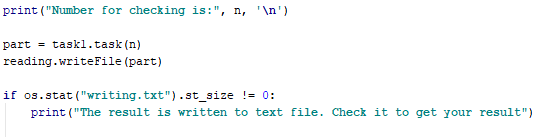 print("Number for checking is:", n, '\n')
part = task1.task(n)
reading.writeFile(part)
if os.stat("writing.txt").st_size != 0:
print("The result is written to text file. Check it to get your result")